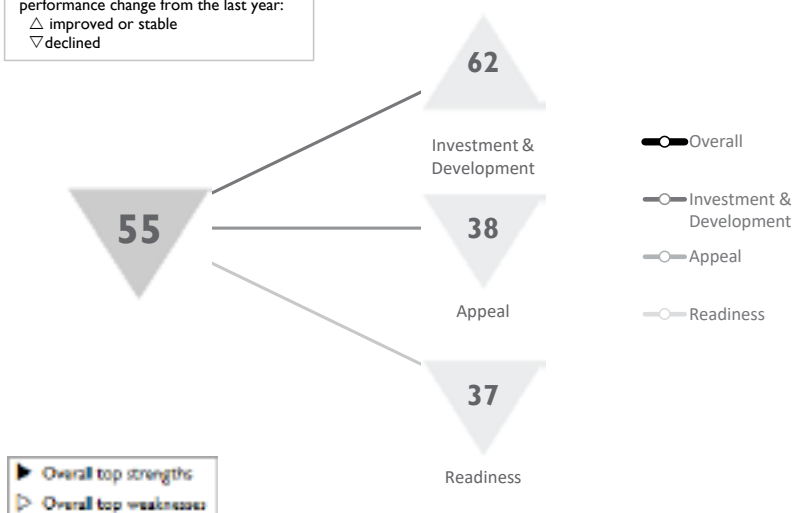 performance change from the last year:
△ improved or stable
▽ declined
62
Investment &
Development
55
38
Appeal
37
Readiness
Overall
Investment &
Development
Appeal
Readiness
▶ Overall top strengths
▷ Overall top weaknesses